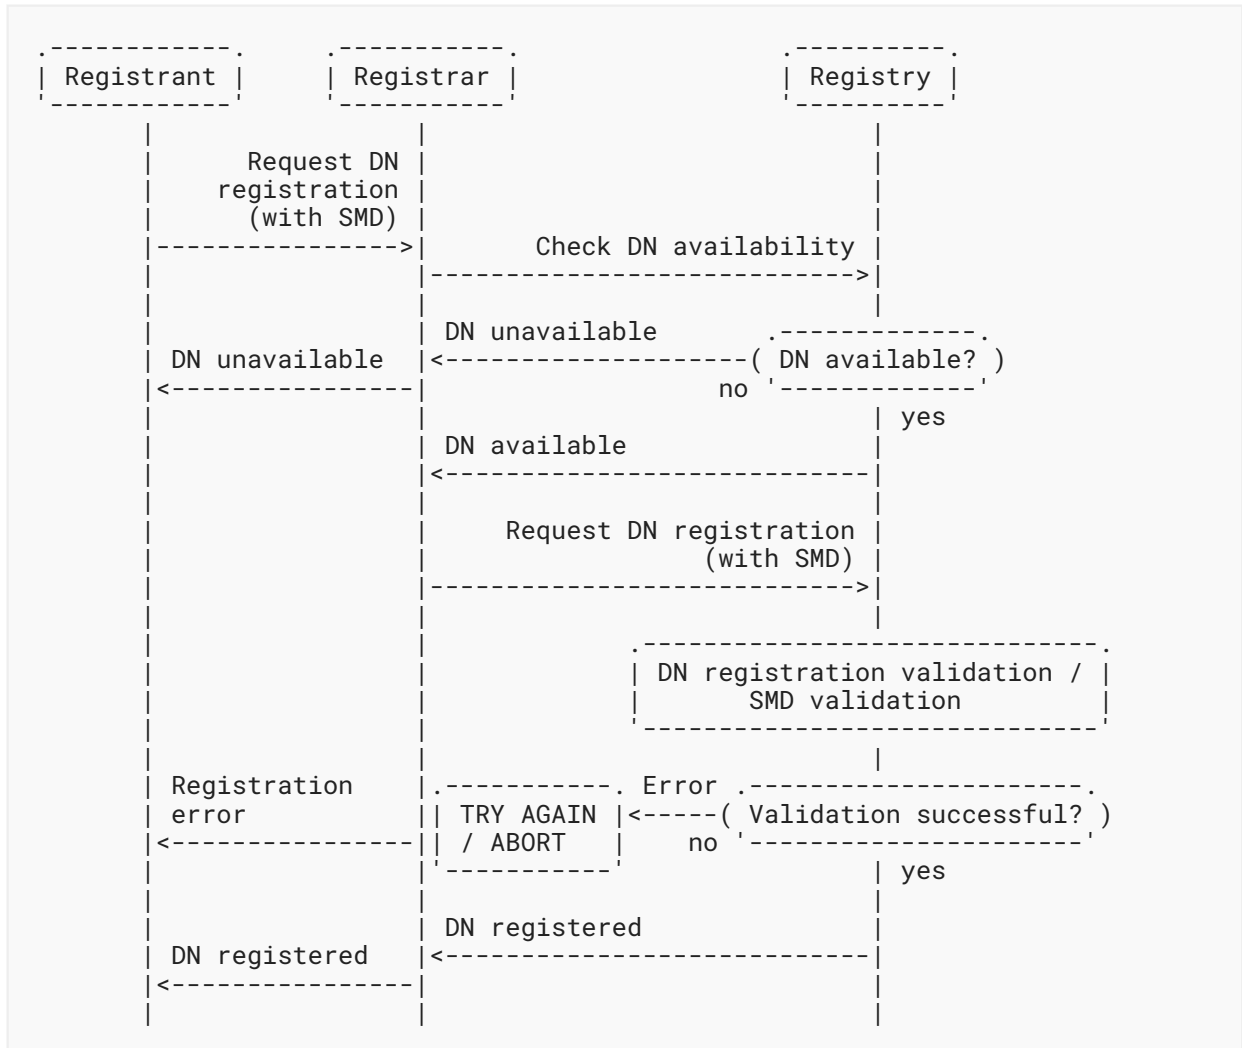 .------------.     .-----------.                  .----------.
| Registrant |     | Registrar |                  | Registry |
'------------'     '-----------'                  '----------'
       |                 |                             |
       |      Request DN |                             |
       |    registration |                             |
       |      (with SMD) |                             |
       |---------------->|       Check DN availability |
       |                 |---------------------------->|
       |                 |                             |
       |                 | DN unavailable       .-------------.
       | DN unavailable  |<--------------------( DN available? )
       |<----------------|                   no '-------------'
       |                 |                             | yes
       |                 | DN available                |
       |                 |<----------------------------|
       |                 |                             |
       |                 |     Request DN registration |
       |                 |                  (with SMD) |
       |                 |---------------------------->|
       |                 |                             |
       |                 |             .------------------------------.
       |                 |             | DN registration validation / |
       |                 |             |       SMD validation         |
       |                 |             '------------------------------'
       |                 |                             |
       | Registration    |.-----------. Error .----------------------.
       | error           || TRY AGAIN |<-----( Validation successful? )
       |<----------------|| / ABORT   |    no '----------------------'
       |                 |'-----------'                | yes
       |                 |                             |
       |                 | DN registered               |
       | DN registered   |<----------------------------|
       |<----------------|                             |
       |                 |                             |